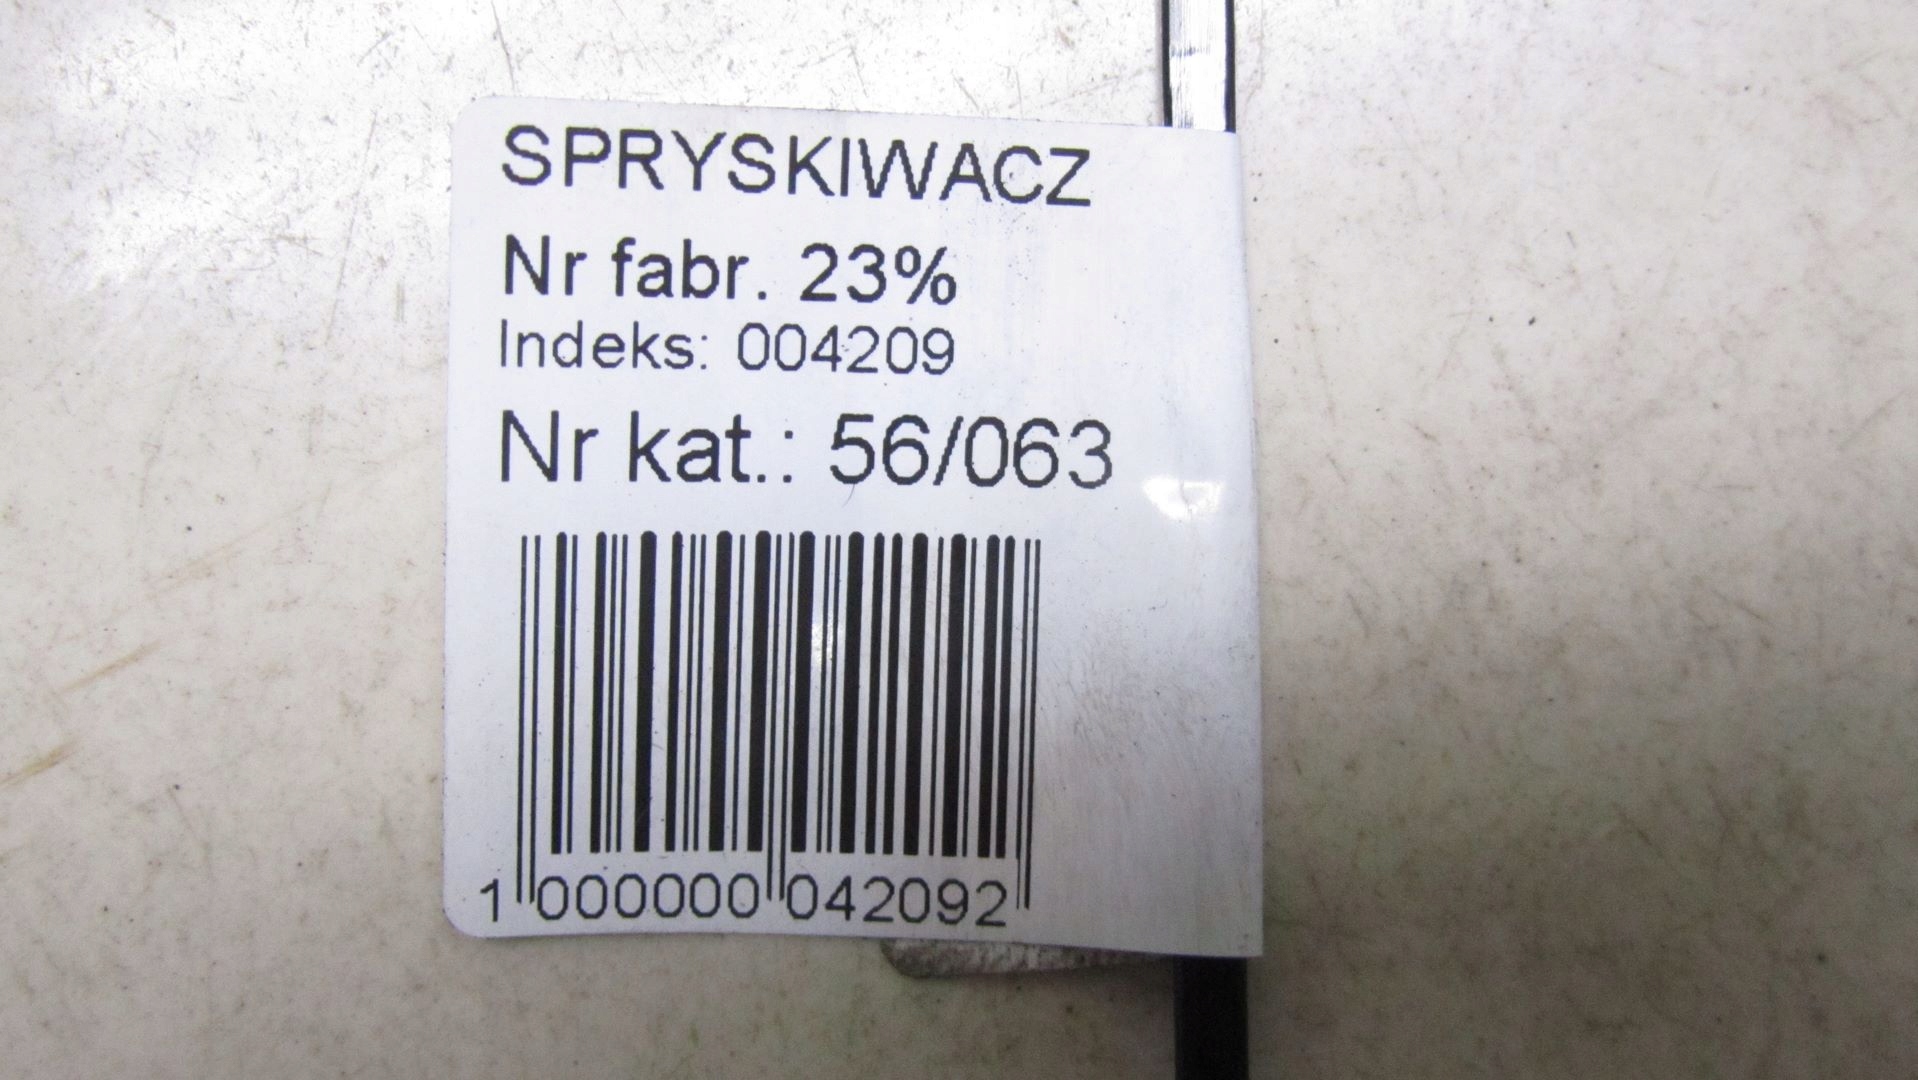 SPRYSKIWACZ
Nr fabr. 23%
Indeks: 004209
Nr kat.: 56/063
1 000000 042092